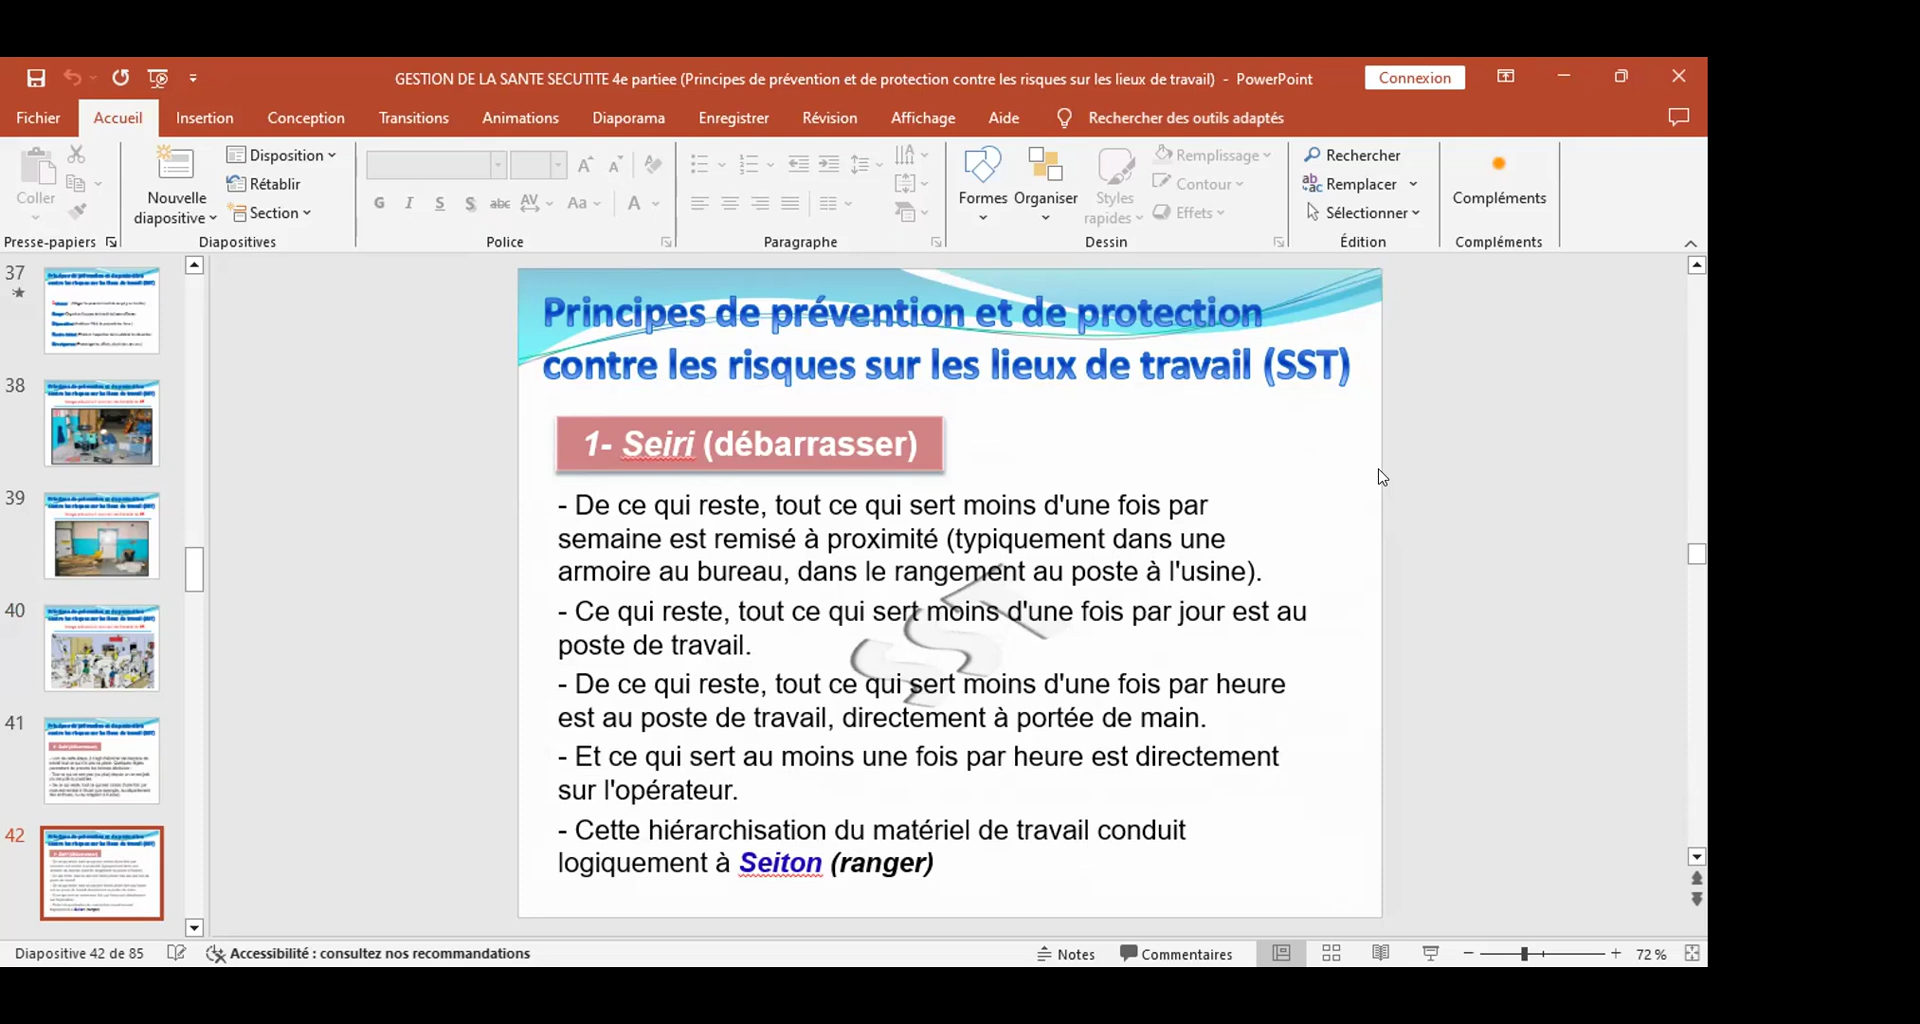 GESTION DE LA SANTE SECUTITE 4e partiee (Principes de prévention et de protection contre les risques sur les lieux de travail) - PowerPoint
Connexion
Fichier Accueil Insertion Conception Transitions Animations Diaporama Enregistrer Révision Affichage Aide Rechercher des outils adaptés
Coller
Presse-papiers
Nouvelle
diapositive
Disposition
Rétablir
Section
Diapositives
G I S S abc AV Aa A
Police
Paragraphe
Formes
Organiser
Styles
rapides
Remplissage
Contour
Effets
Dessin
Rechercher
Remplacer
Sélectionner
Édition
Compléments
Compléments
37
38
39
40
41
42
Principes de prévention et de protection
contre les risques sur les lieux de travail (SST)
1- Seiri (débarrasser)
- De ce qui reste, tout ce qui sert moins d'une fois par
semaine est remisé à proximité (typiquement dans une
armoire au bureau, dans le rangement au poste à l'usine).
- Ce qui reste, tout ce qui sert moins d'une fois par jour est au
poste de travail.
- De ce qui reste, tout ce qui sert moins d'une fois par heure
est au poste de travail, directement à portée de main.
- Et ce qui sert au moins une fois par heure est directement
sur l'opérateur.
- Cette hiérarchisation du matériel de travail conduit
logiquement à Seiton (ranger)
SST
Diapositive 42 de 85
Accessibilité : consultez nos recommandations
Notes
Commentaires
72 %